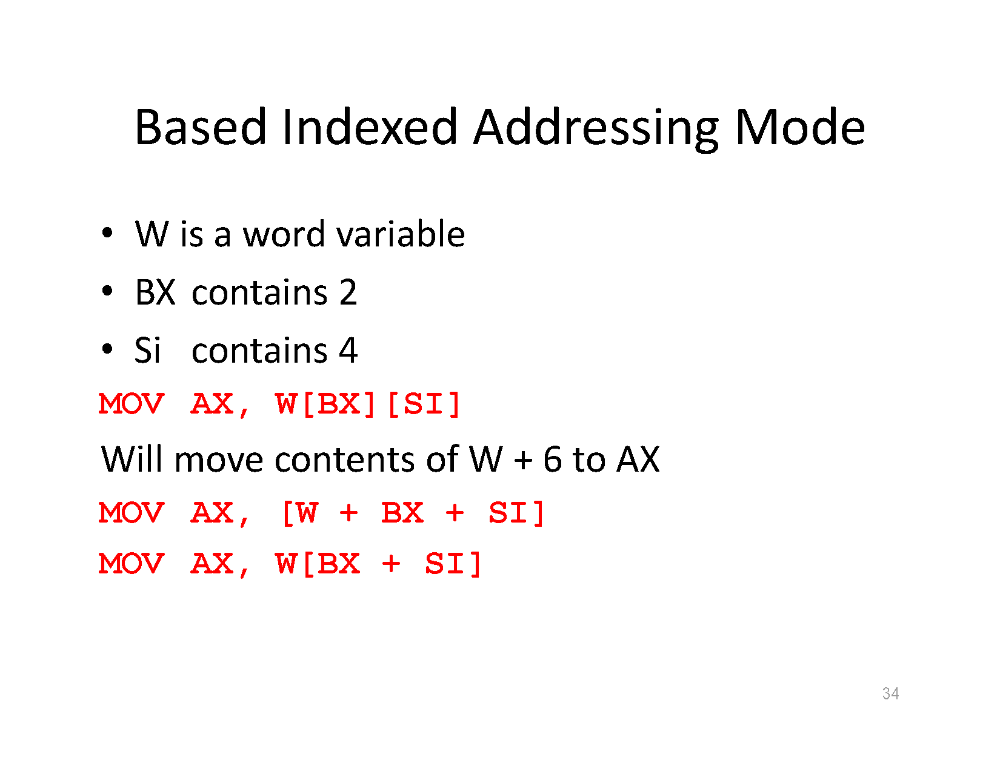 Based Indexed Addressing Mode
• W is a word variable
• BX contains 2
• Si contains 4
MOV AX, W[BX][SI]
Will move contents of W + 6 to AX
MOV AX, [W + BX + SI]
MOV AX, W[BX + SI]
34